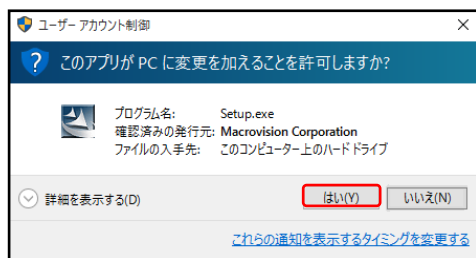 ユーザー アカウント制御
このアプリが PC に変更を加えることを許可しますか?
プログラム名: Setup.exe
確認済みの発行元: Macrovision Corporation
ファイルの入手先: このコンピューター上のハード ドライブ
詳細を表示する(D) はい(Y) いいえ(N)
これらの通知を表示するタイミングを変更する